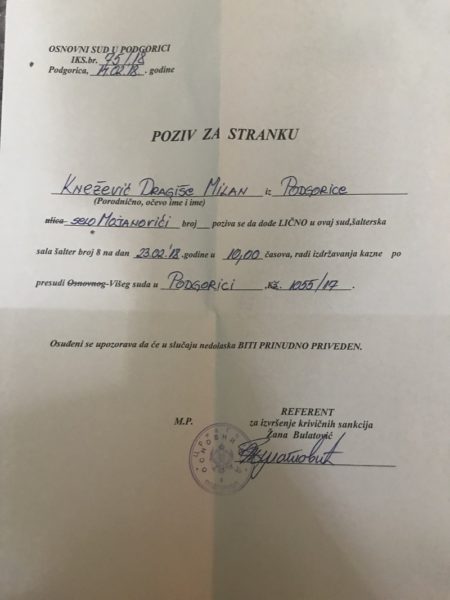 OSNOVNI SUD U PODGORICI
IKS.br. 95/18
Podgorica, 14.02.18. godine
POZIV ZA STRANKU
KNEŽEVIĆ DRAGIŠE MILAN iz PODGORICE
(Porodnično, očevo ime i ime)
ulica SELO MOJANOVIĆI broj poziva se da dođe LIČNO u ovaj sud,šalterska
sala šalter broj 8 na dan 23.02.'18.godine u 10,00 časova, radi izdržavanja kazne po
presudi Osnovnog-Višeg suda u PODGORICI Kž. 1055/17.
Osuđeni se upozorava da će u slučaju nedolaska BITI PRINUDNO PRIVEDEN.
M.P.
REFERENT
za izvršenje krivičnih sankcija
Žana Bulatović